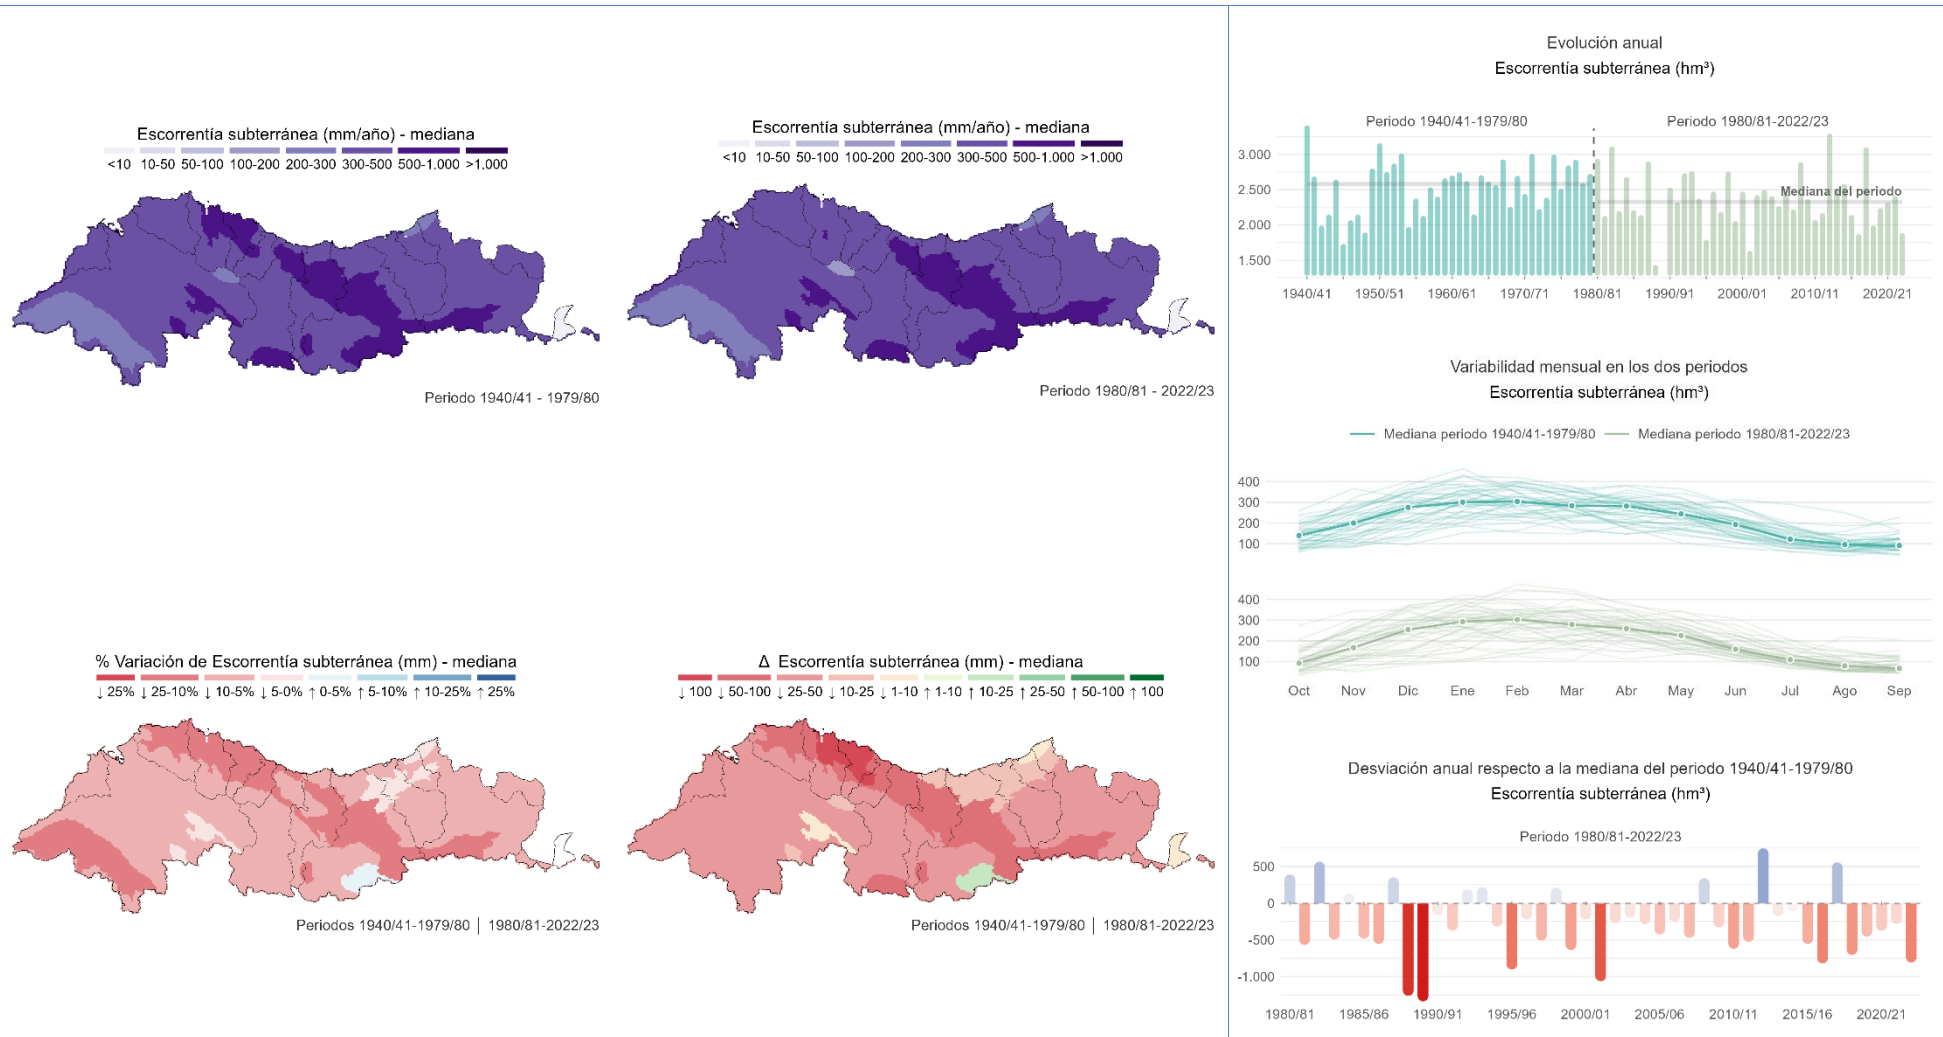 Escorrentía subterránea (mm/año) - mediana
<10 10-50 50-100 100-200 200-300 300-500 500-1.000 >1.000
Periodo 1940/41 - 1979/80
Escorrentía subterránea (mm/año) - mediana
<10 10-50 50-100 100-200 200-300 300-500 500-1.000 >1.000
Periodo 1980/81 - 2022/23
% Variación de Escorrentía subterránea (mm) - mediana
↓ 25% ↓ 25-10% ↓ 10-5% ↓ 5-0% ↑ 0-5% ↑ 5-10% ↑ 10-25% ↑ 25%
Periodos 1940/41-1979/80 | 1980/81-2022/23
Δ Escorrentía subterránea (mm) - mediana
↓ 100 ↓ 50-100 ↓ 25-50 ↓ 10-25 ↓ 1-10 ↑ 1-10 ↑ 10-25 ↑ 25-50 ↑ 50-100 ↑ 100
Periodos 1940/41-1979/80 | 1980/81-2022/23
Evolución anual
Escorrentía subterránea (hm³)
Periodo 1940/41-1979/80 Periodo 1980/81-2022/23
3.000
2.500
Mediana del periodo
2.000
1.500
1940/41 1950/51 1960/61 1970/71 1980/81 1990/91 2000/01 2010/11 2020/21
Variabilidad mensual en los dos periodos
Escorrentía subterránea (hm³)
Mediana periodo 1940/41-1979/80 Mediana periodo 1980/81-2022/23
400
300
200
100
400
300
200
100
Oct Nov Dic Ene Feb Mar Abr May Jun Jul Ago Sep
Desviación anual respecto a la mediana del periodo 1940/41-1979/80
Escorrentía subterránea (hm³)
Periodo 1980/81-2022/23
500
0
-500
-1.000
1980/81 1985/86 1990/91 1995/96 2000/01 2005/06 2010/11 2015/16 2020/21